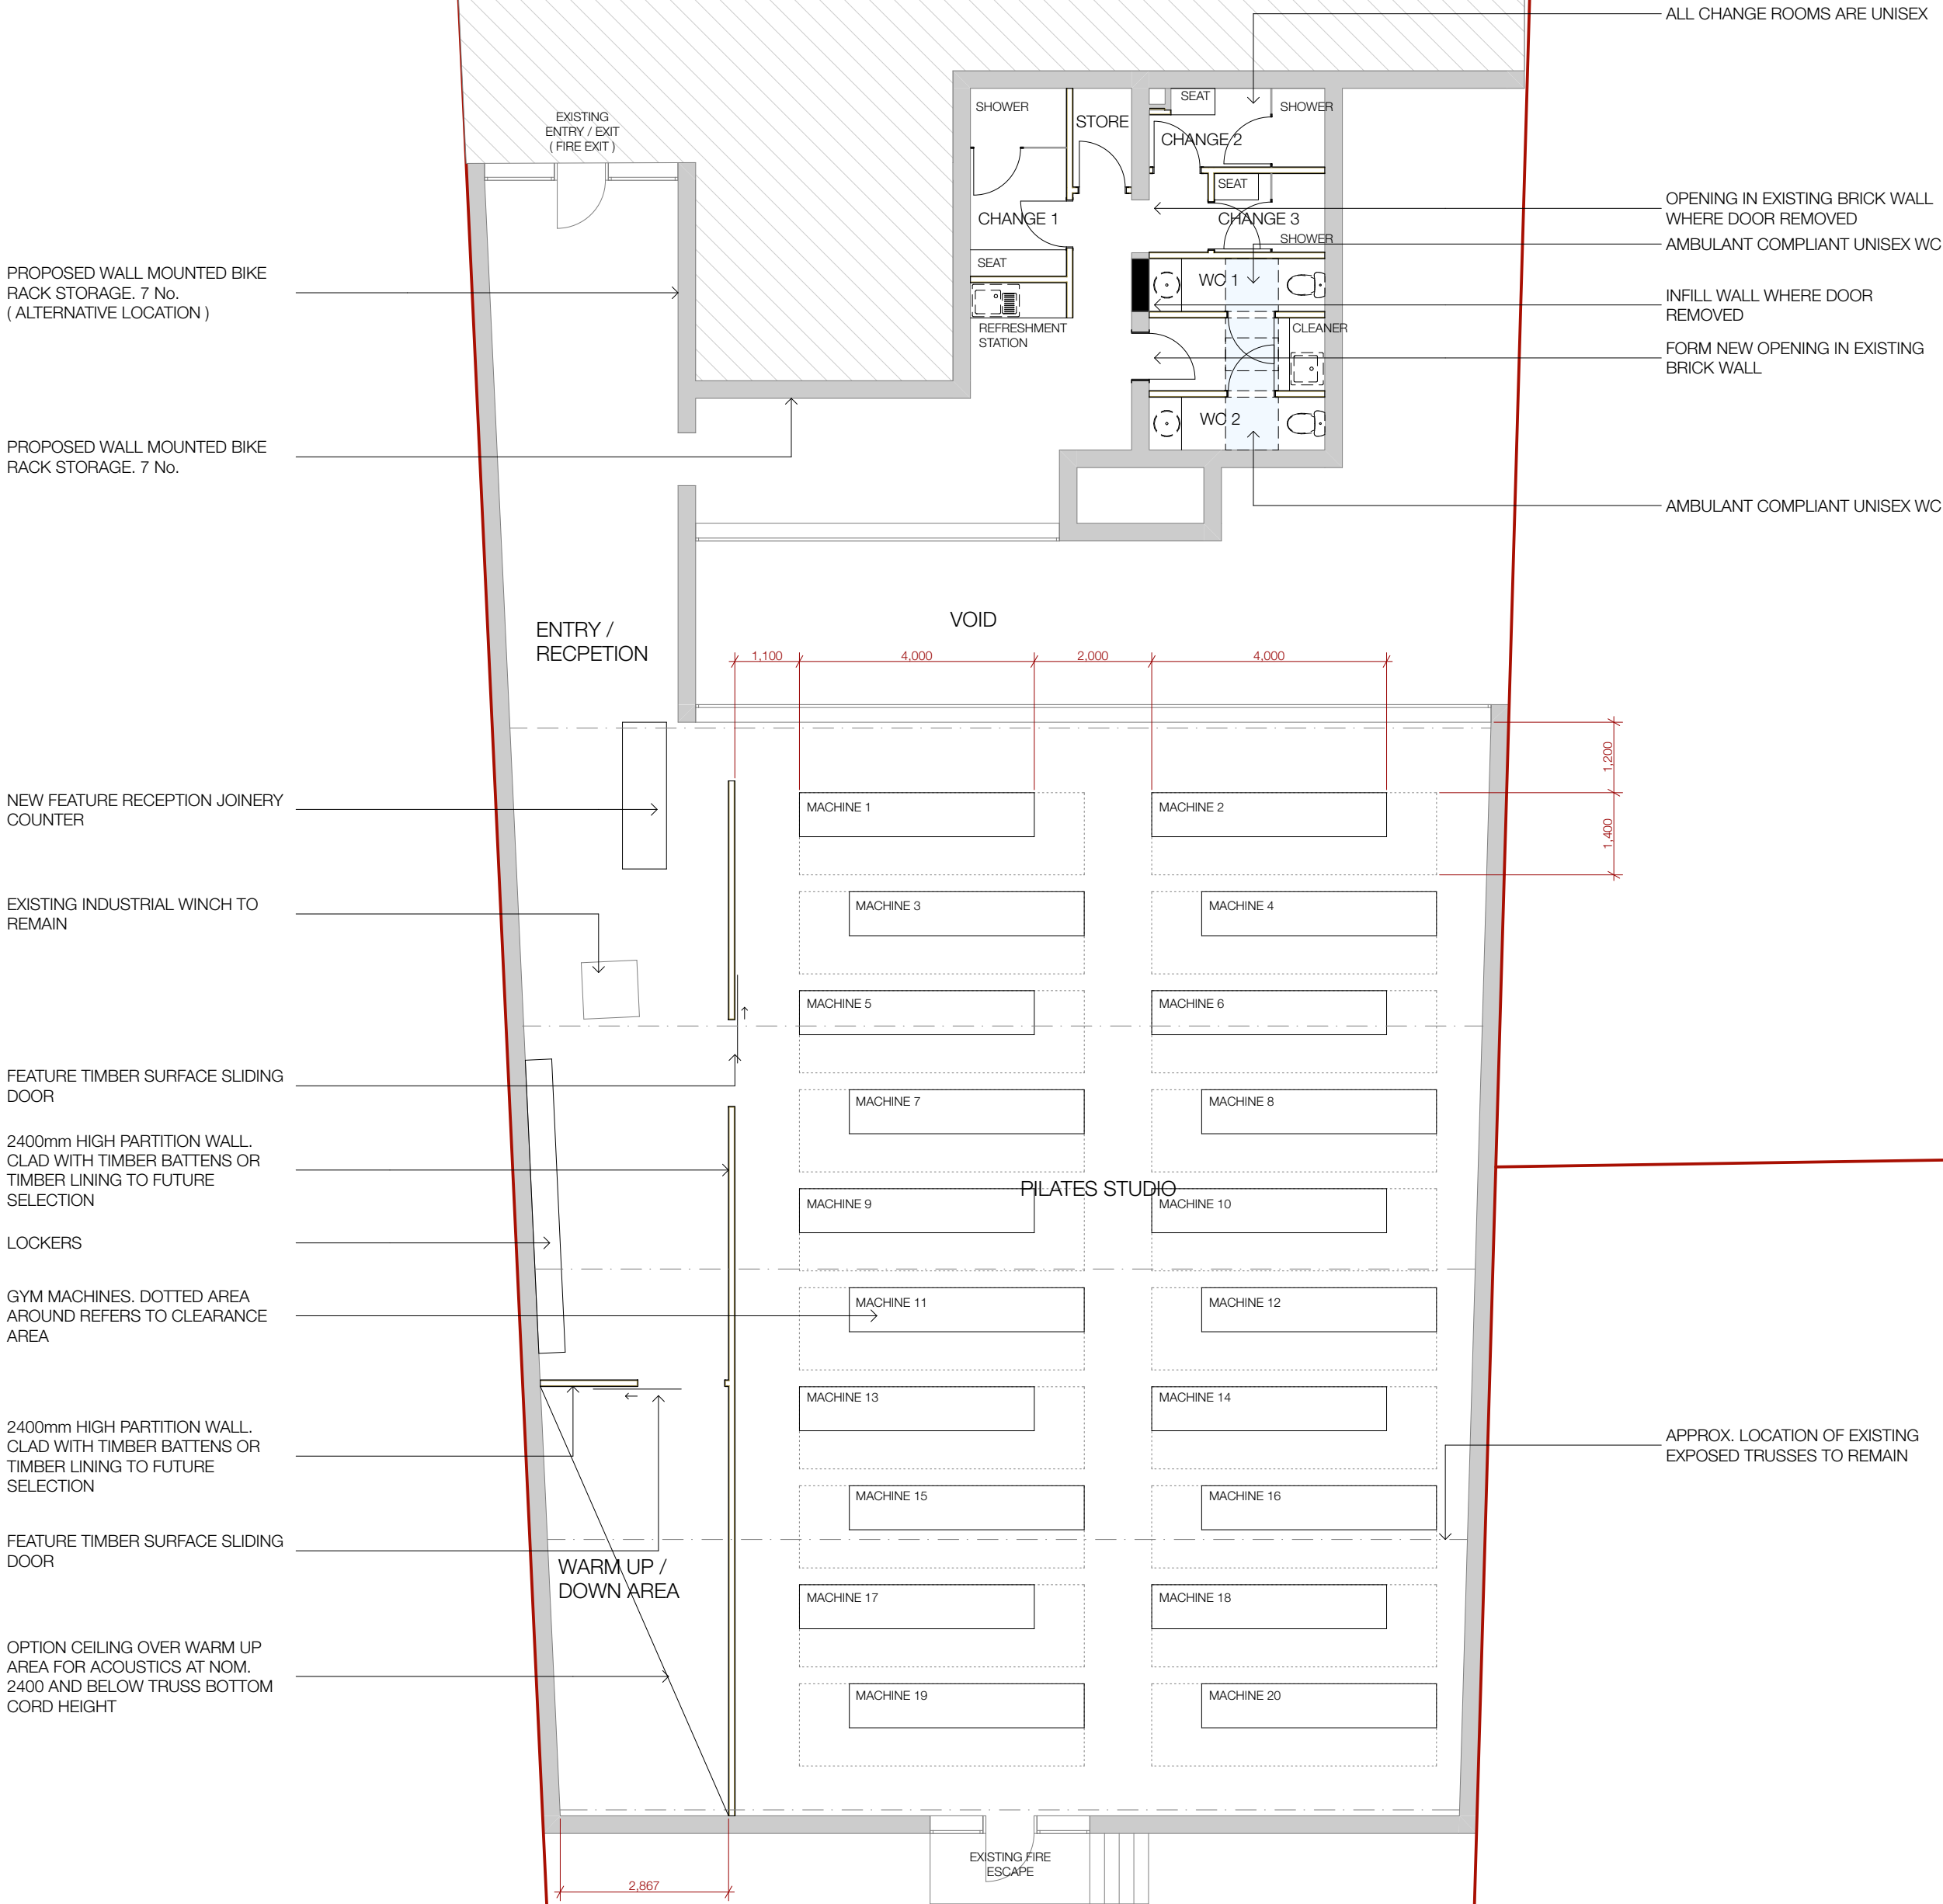 ALL CHANGE ROOMS ARE UNISEX
SHOWER
SEAT
SHOWER
EXISTING
ENTRY / EXIT
( FIRE EXIT )
STORE
CHANGE 2
SEAT
OPENING IN EXISTING BRICK WALL
WHERE DOOR REMOVED
CHANGE 1
CHANGE 3
SHOWER
AMBULANT COMPLIANT UNISEX WC
SEAT
WC 1
PROPOSED WALL MOUNTED BIKE
RACK STORAGE. 7 No.
( ALTERNATIVE LOCATION )
INFILL WALL WHERE DOOR
REMOVED
REFRESHMENT
STATION
CLEANER
FORM NEW OPENING IN EXISTING
BRICK WALL
WC 2
PROPOSED WALL MOUNTED BIKE
RACK STORAGE. 7 No.
AMBULANT COMPLIANT UNISEX WC
VOID
ENTRY /
RECPETION
1,100
4,000
2,000
4,000
1,200
1,400
NEW FEATURE RECEPTION JOINERY
COUNTER
MACHINE 1
MACHINE 2
EXISTING INDUSTRIAL WINCH TO
REMAIN
MACHINE 3
MACHINE 4
MACHINE 5
MACHINE 6
FEATURE TIMBER SURFACE SLIDING
DOOR
MACHINE 7
MACHINE 8
2400mm HIGH PARTITION WALL.
CLAD WITH TIMBER BATTENS OR
TIMBER LINING TO FUTURE
SELECTION
PILATES STUDIO
MACHINE 9
MACHINE 10
LOCKERS
GYM MACHINES. DOTTED AREA
AROUND REFERS TO CLEARANCE
AREA
MACHINE 11
MACHINE 12
MACHINE 13
MACHINE 14
2400mm HIGH PARTITION WALL.
CLAD WITH TIMBER BATTENS OR
TIMBER LINING TO FUTURE
SELECTION
APPROX. LOCATION OF EXISTING
EXPOSED TRUSSES TO REMAIN
MACHINE 15
MACHINE 16
FEATURE TIMBER SURFACE SLIDING
DOOR
WARM UP /
DOWN AREA
MACHINE 17
MACHINE 18
OPTION CEILING OVER WARM UP
AREA FOR ACOUSTICS AT NOM.
2400 AND BELOW TRUSS BOTTOM
CORD HEIGHT
MACHINE 19
MACHINE 20
EXISTING FIRE
ESCAPE
2,867